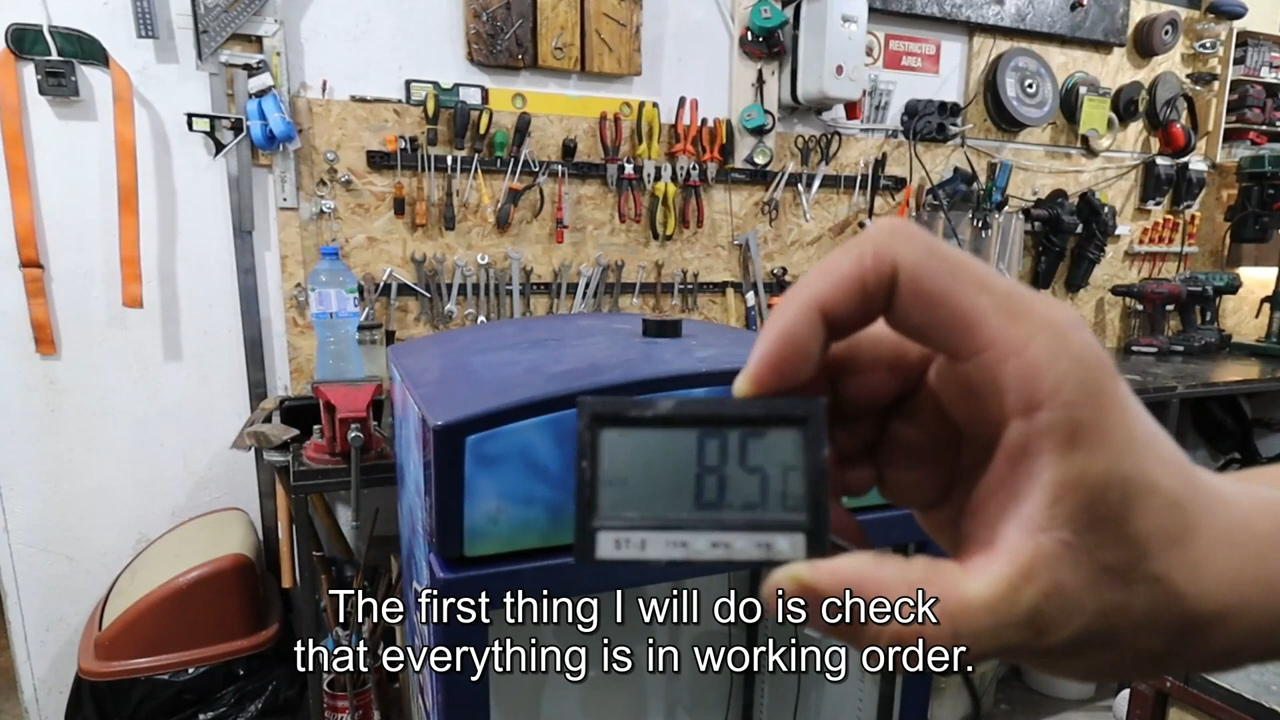 RESTRICTED
AREA
8.5
The first thing I will do is check
that everything is in working order.